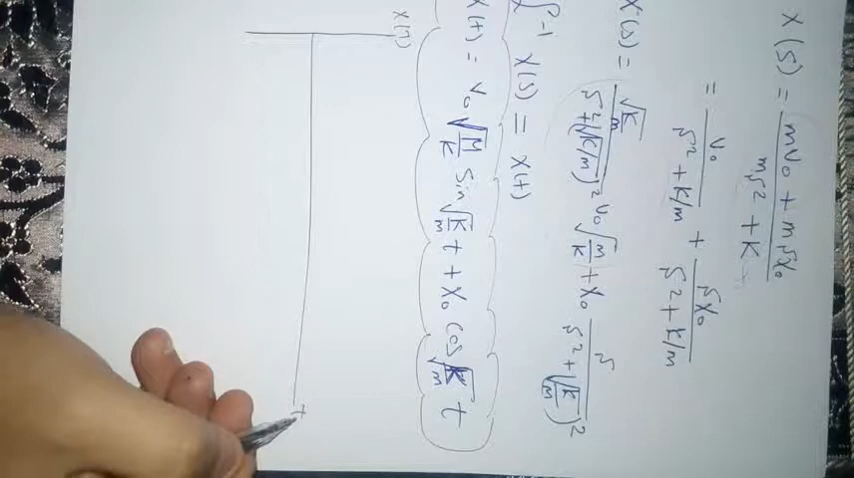 X(s) = (mv₀ + msx₀) / (ms² + k)
= v₀ / (s² + k/m) + sx₀ / (s² + k/m)
X(s) = √(k/m) / (s² + (√k/m)²) v₀ √(m/k) + x₀ s / (s² + (√(k/m))²)
ℒ⁻¹ X(s) = x(t)
x(t) = v₀ √(M/k) Sin √(k/m) t + x₀ cos √(k/m) t
t